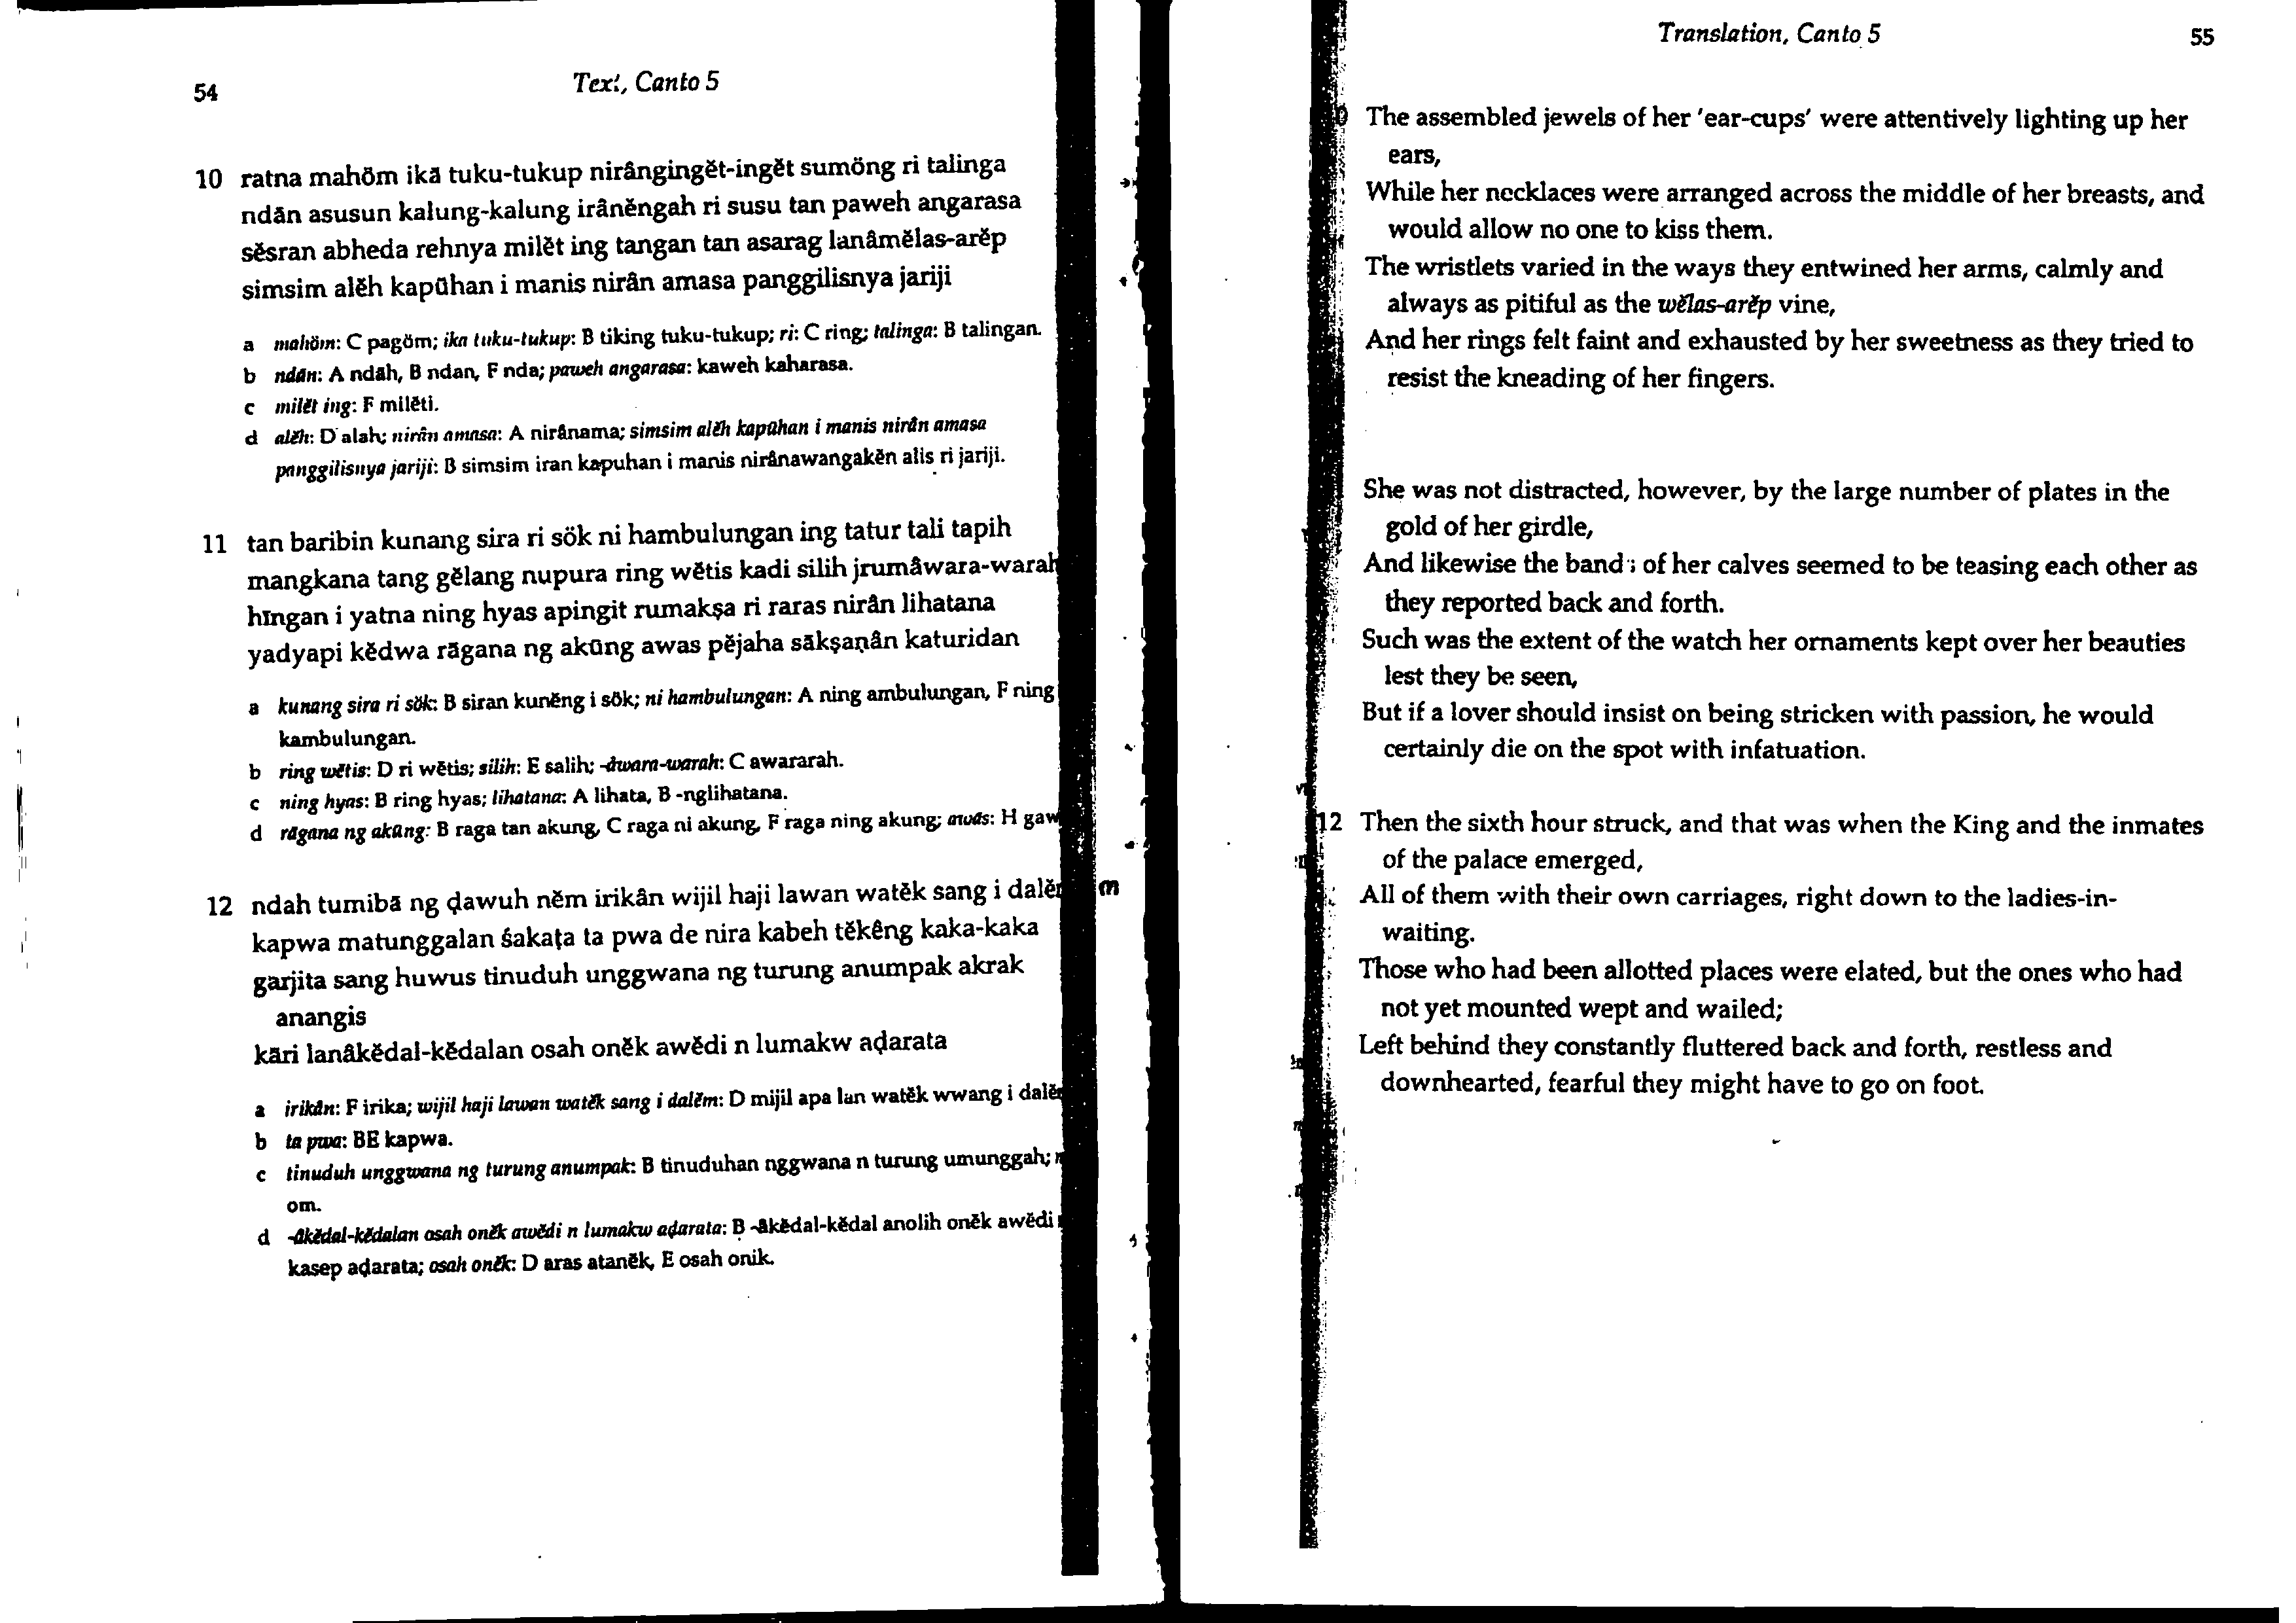 54
Text, Canto 5
10 ratna mahöm ikā tuku-tukup nirângingĕt-ingĕt sumöng ri talinga
ndān asusun kalung-kalung irânĕngah ri susu tan paweh angarasa
sĕsran abheda rehnya milĕt ing tangan tan asarag lanâmĕlas-arĕp
simsim alĕh kapūhan i manis nirân amasa panggilisnya jariji
a mahöm: C pagöm; ika tuku-tukup: B tiking tuku-tukup; ri: C ring; talinga: B talingan.
b ndān: A ndāh, B ndan, F nda; paweh angarasa: kaweh kaharasa.
c milĕt ing: F milĕti.
d alĕh: D alah; nirân amasa: A nirânama; simsim alĕh kapūhan i manis nirân amasa
panggilisnya jariji: B simsim iran kapuhan i manis nirânawangakĕn alis ri jariji.
11 tan baribin kunang sira ri sök ni hambulungan ing tatur tali tapih
mangkana tang gĕlang nupura ring wĕtis kadi silih jrumâwara-warah
hīngan i yatna ning hyas apingit rumakṣa ri raras nirân lihatana
yadyapi kĕdwa rāgana ng akūng awas pĕjaha sākṣaṇân katuridan
a kunang sira ri sök: B siran kunĕng i sök; ni hambulungan: A ning ambulungan, F ning
kambulungan.
b ring wĕtis: D ri wĕtis; silih: E salih; -âwara-warah: C awararah.
c ning hyas: B ring hyas; lihatana: A lihata, B -nglihatana.
d rāgana ng akūng: B raga tan akung, C raga ni akung, F raga ning akung; awās: H gaw
12 ndah tumibā ng ḍawuh nĕm irikân wijil haji lawan watĕk sang i dalĕm
kapwa matunggalan śakaṭa ta pwa de nira kabeh tĕkêng kaka-kaka
garjita sang huwus tinuduh unggwana ng turung anumpak akrak
anangis
kāri lanâkĕdal-kĕdalan osah onĕk awĕdi n lumakw aḍarata
a irikân: F irika; wijil haji lawan watĕk sang i dalĕm: D mijil apa lan watĕk wwang i dalĕ
b ta pwa: BE kapwa.
c tinuduh unggwana ng turung anumpak: B tinuduhan nggwana n turung umunggah;
om.
d -âkĕdal-kĕdalan osah onĕk awĕdi n lumakw aḍarata: B -âkĕdal-kĕdal anolih onĕk awĕdi
kasep aḍarata; osah onĕk: D aras atanĕk, E osah onik.
Translation, Canto 5
55
The assembled jewels of her 'ear-cups' were attentively lighting up her
ears,
While her necklaces were arranged across the middle of her breasts, and
would allow no one to kiss them.
The wristlets varied in the ways they entwined her arms, calmly and
always as pitiful as the wĕlas-arĕp vine,
And her rings felt faint and exhausted by her sweetness as they tried to
resist the kneading of her fingers.
She was not distracted, however, by the large number of plates in the
gold of her girdle,
And likewise the bands of her calves seemed to be teasing each other as
they reported back and forth.
Such was the extent of the watch her ornaments kept over her beauties
lest they be seen,
But if a lover should insist on being stricken with passion, he would
certainly die on the spot with infatuation.
12 Then the sixth hour struck, and that was when the King and the inmates
of the palace emerged,
All of them with their own carriages, right down to the ladies-in-
waiting.
Those who had been allotted places were elated, but the ones who had
not yet mounted wept and wailed;
Left behind they constantly fluttered back and forth, restless and
downhearted, fearful they might have to go on foot.